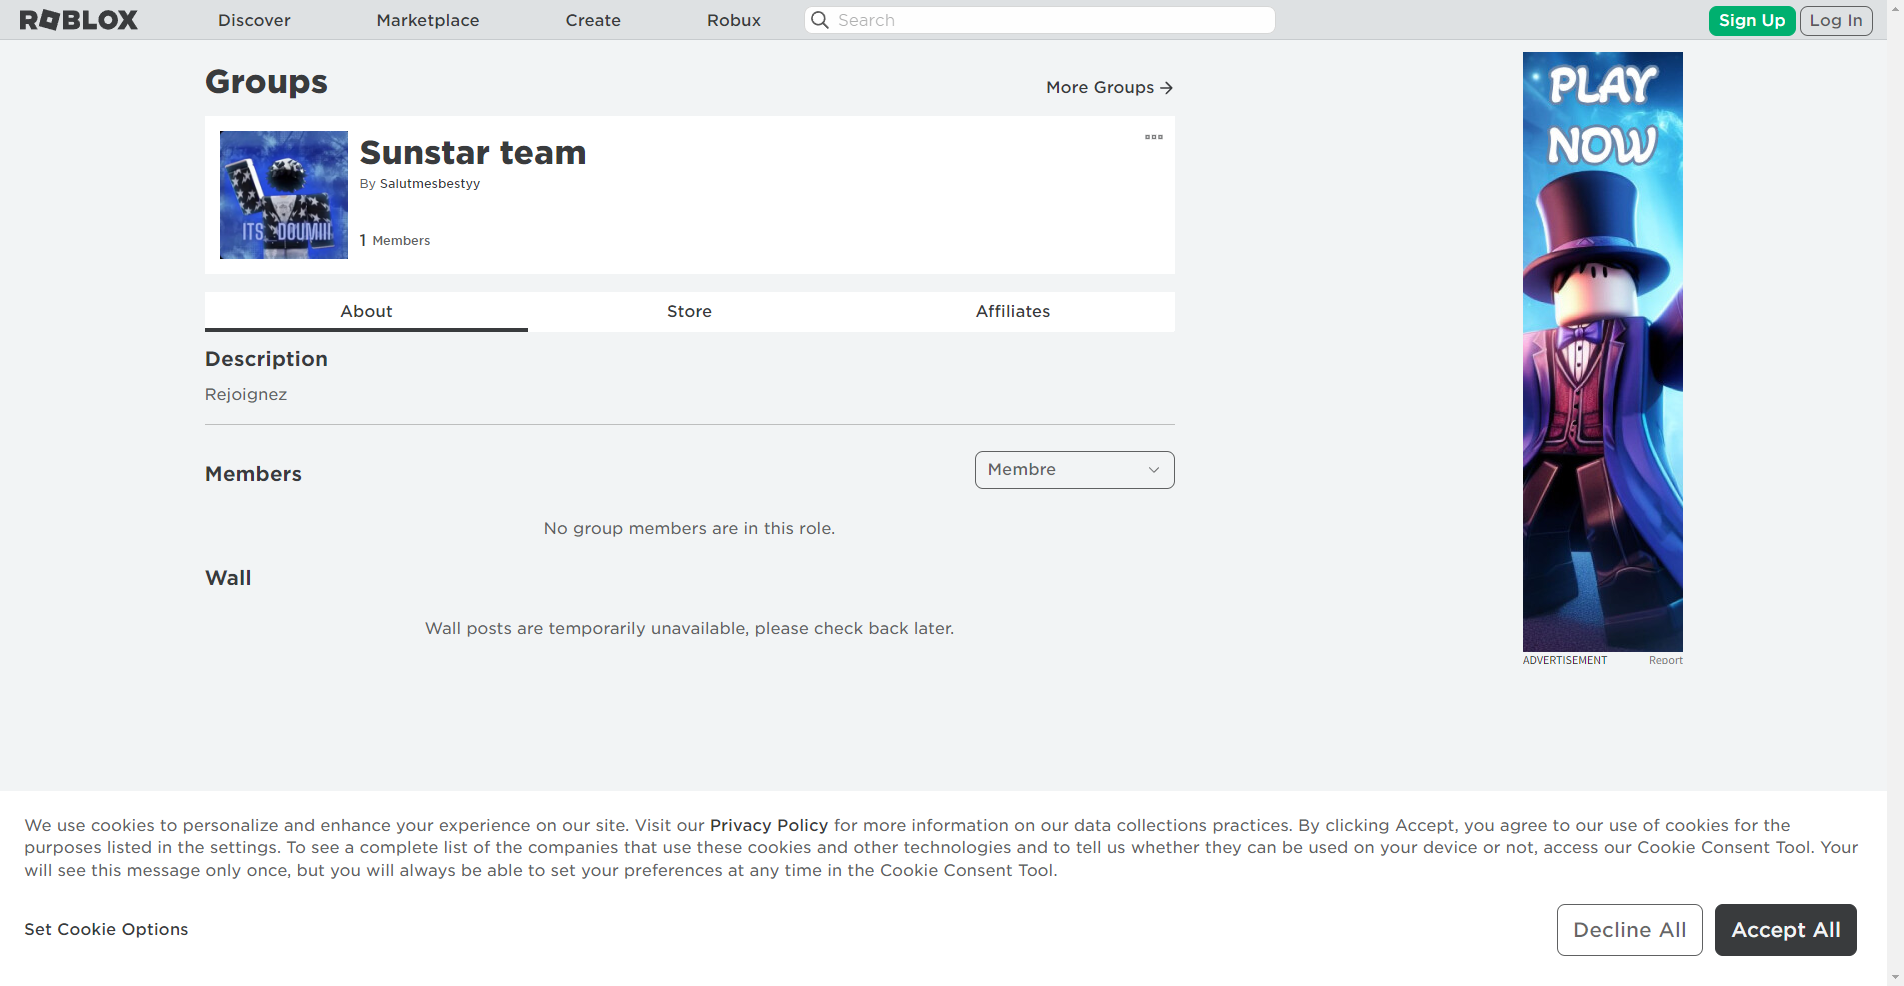 ROBLOX Discover Marketplace Create Robux Search Sign Up Log In
Groups
More Groups
Sunstar team
By Salutmesbestyy
1 Members
ITS_DOUMIII
About Store Affiliates
Description
Rejoignez
Members
Membre
No group members are in this role.
Wall
Wall posts are temporarily unavailable, please check back later.
PLAY
NOW
ADVERTISEMENT Report
We use cookies to personalize and enhance your experience on our site. Visit our Privacy Policy for more information on our data collections practices. By clicking Accept, you agree to our use of cookies for the
purposes listed in the settings. To see a complete list of the companies that use these cookies and other technologies and to tell us whether they can be used on your device or not, access our Cookie Consent Tool. Your
will see this message only once, but you will always be able to set your preferences at any time in the Cookie Consent Tool.
Set Cookie Options
Decline All
Accept All